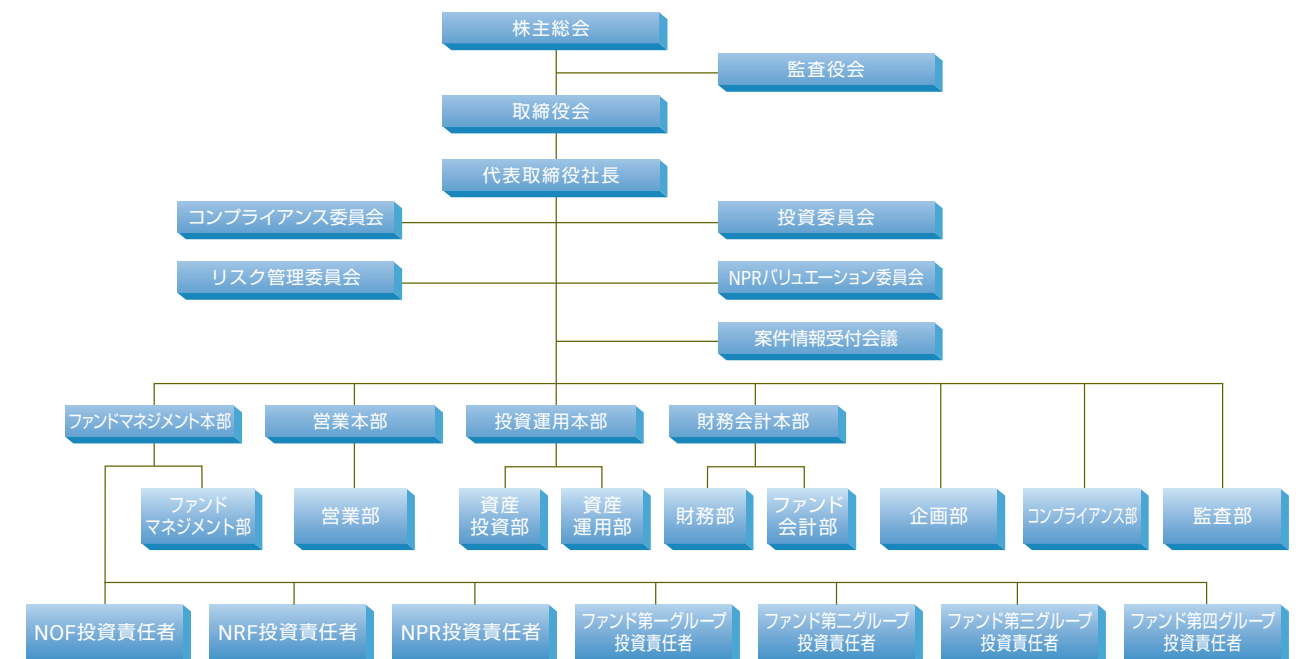 株主総会
監査役会
取締役会
代表取締役社長
コンプライアンス委員会
投資委員会
リスク管理委員会
NPRバリュエーション委員会
案件情報受付会議
ファンドマネジメント本部
営業本部
投資運用本部
財務会計本部
ファンド
マネジメント部
営業部
資産
投資部
資産
運用部
財務部
ファンド
会計部
企画部
コンプライアンス部
監査部
NOF投資責任者
NRF投資責任者
NPR投資責任者
ファンド第一グループ
投資責任者
ファンド第二グループ
投資責任者
ファンド第三グループ
投資責任者
ファンド第四グループ
投資責任者